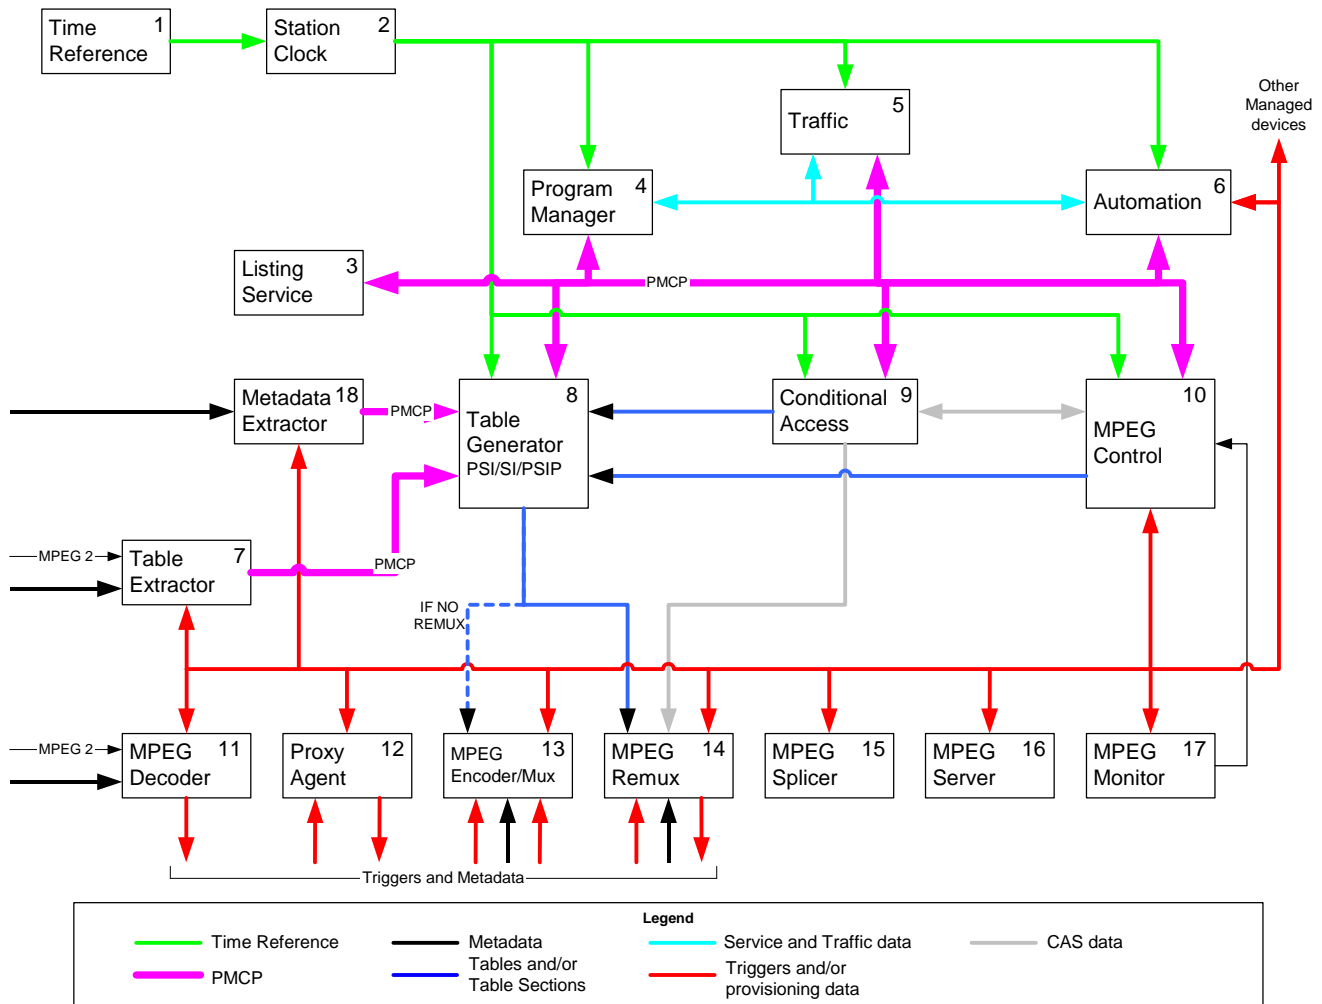 Time 1
Reference
Station 2
Clock
Traffic 5
Other
Managed
devices
Program 4
Manager
Automation 6
Listing 3
Service
PMCP
Metadata 18
Extractor
PMCP
Table 8
Generator
PSI/SI/PSIP
Conditional 9
Access
10
MPEG
Control
MPEG 2
Table 7
Extractor
PMCP
IF NO
REMUX
MPEG 2
MPEG 11
Decoder
Proxy 12
Agent
MPEG 13
Encoder/Mux
MPEG 14
Remux
MPEG 15
Splicer
MPEG 16
Server
MPEG 17
Monitor
Triggers and Metadata
Legend
Time Reference
Metadata
Service and Traffic data
CAS data
PMCP
Tables and/or
Table Sections
Triggers and/or
provisioning data